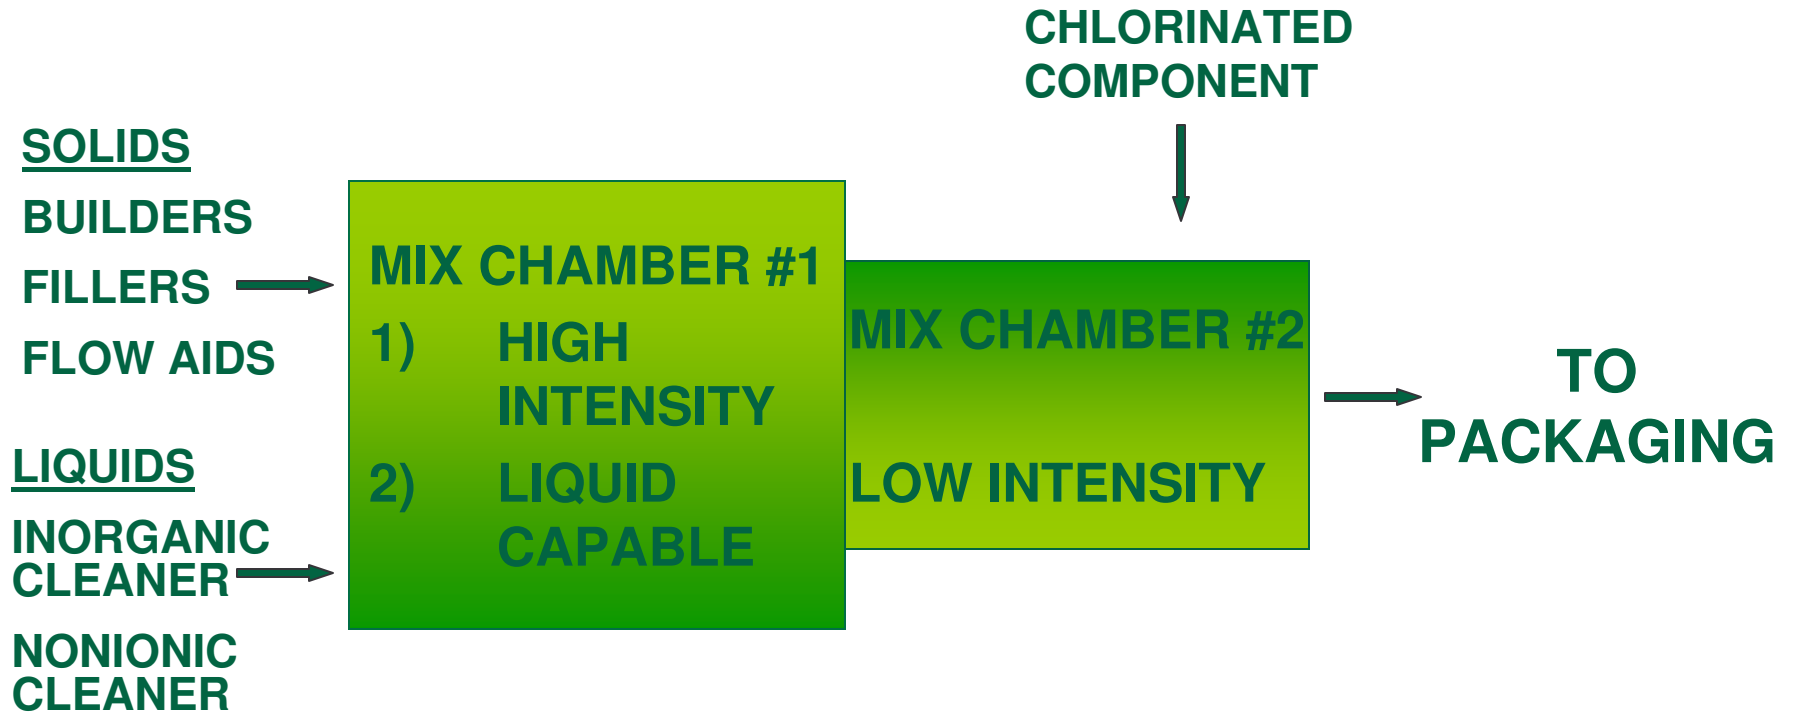 CHLORINATED
COMPONENT
SOLIDS
BUILDERS
FILLERS
FLOW AIDS
LIQUIDS
INORGANIC
CLEANER
NONIONIC
CLEANER
MIX CHAMBER #1
1) HIGH
INTENSITY
2) LIQUID
CAPABLE
MIX CHAMBER #2
LOW INTENSITY
TO
PACKAGING